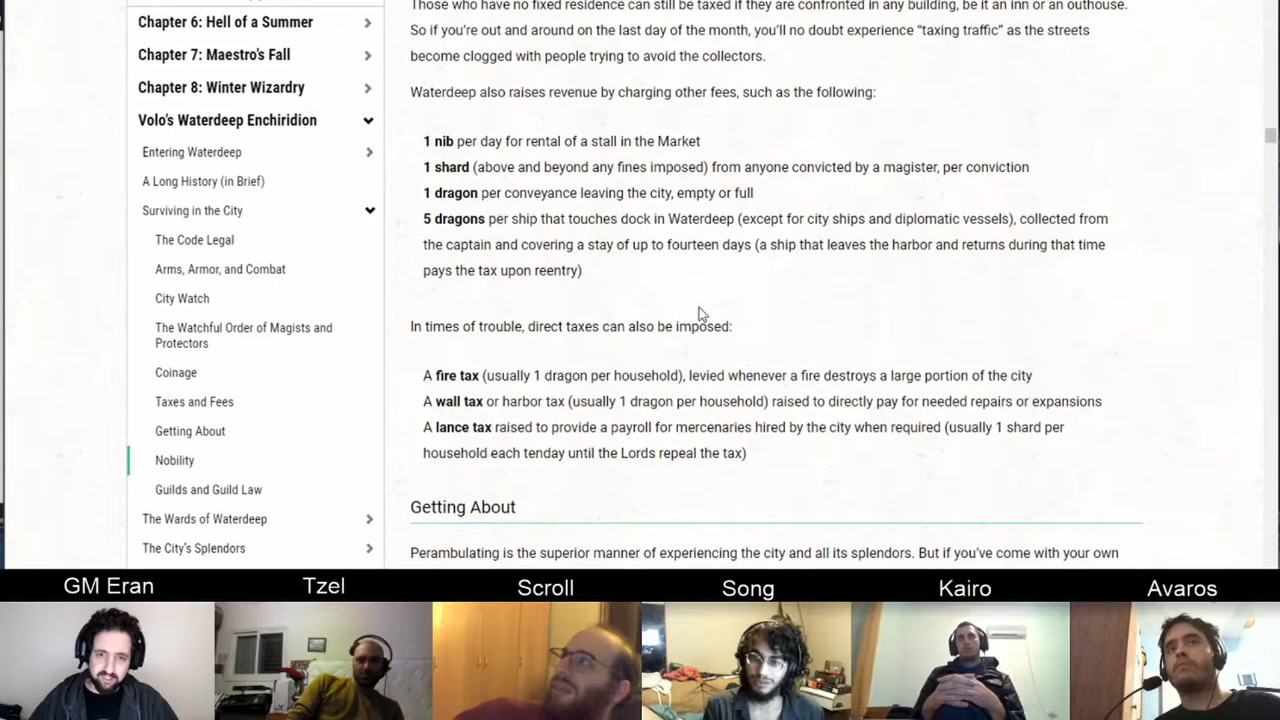 Chapter 6: Hell of a Summer
Chapter 7: Maestro's Fall
Chapter 8: Winter Wizardry
Volo's Waterdeep Enchiridion
Entering Waterdeep
A Long History (in Brief)
Surviving in the City
The Code Legal
Arms, Armor, and Combat
City Watch
The Watchful Order of Magists and
Protectors
Coinage
Taxes and Fees
Getting About
Nobility
Guilds and Guild Law
The Wards of Waterdeep
The City's Splendors
Those who have no fixed residence can still be taxed if they are confronted in any building, be it an inn or an outhouse.
So if you're out and around on the last day of the month, you'll no doubt experience “taxing traffic” as the streets
become clogged with people trying to avoid the collectors.
Waterdeep also raises revenue by charging other fees, such as the following:
1 nib per day for rental of a stall in the Market
1 shard (above and beyond any fines imposed) from anyone convicted by a magister, per conviction
1 dragon per conveyance leaving the city, empty or full
5 dragons per ship that touches dock in Waterdeep (except for city ships and diplomatic vessels), collected from
the captain and covering a stay of up to fourteen days (a ship that leaves the harbor and returns during that time
pays the tax upon reentry)
In times of trouble, direct taxes can also be imposed:
A fire tax (usually 1 dragon per household), levied whenever a fire destroys a large portion of the city
A wall tax or harbor tax (usually 1 dragon per household) raised to directly pay for needed repairs or expansions
A lance tax raised to provide a payroll for mercenaries hired by the city when required (usually 1 shard per
household each tenday until the Lords repeal the tax)
Getting About
Perambulating is the superior manner of experiencing the city and all its splendors. But if you've come with your own
GM Eran
Tzel
Scroll
Song
Kairo
Avaros